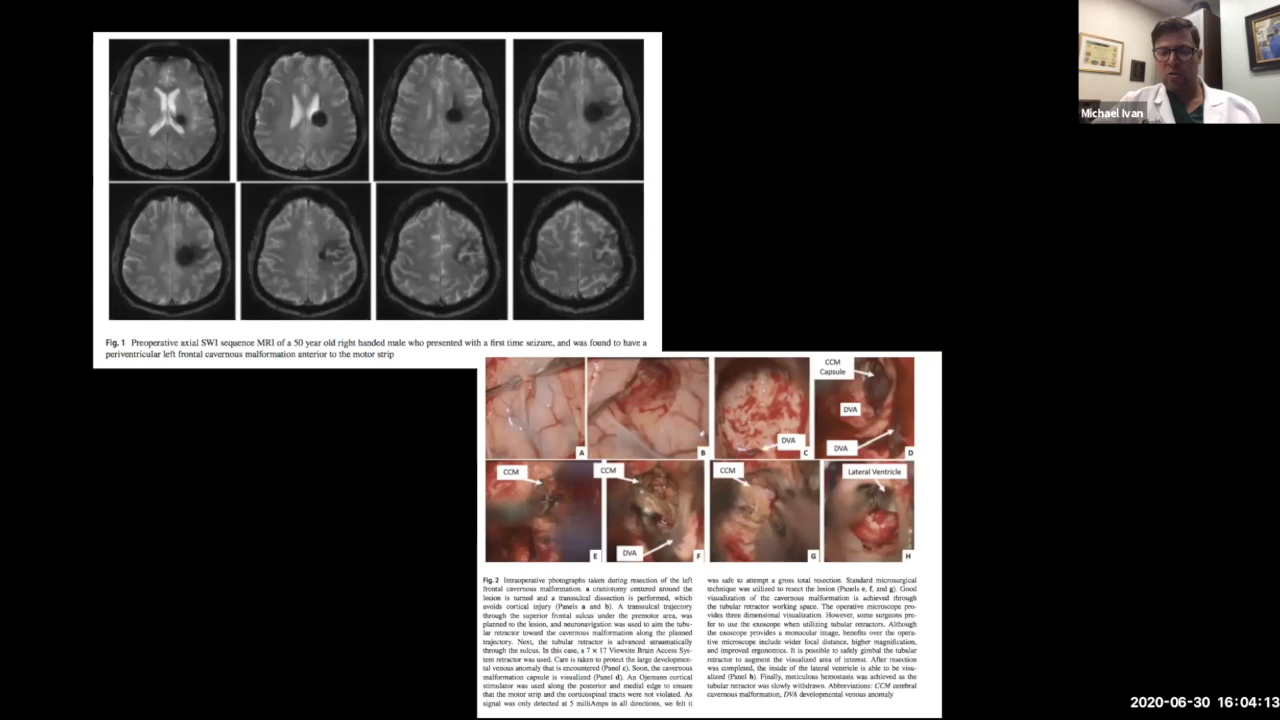 Michael Ivan
Fig. 1 Preoperative axial SWI sequence MRI of a 50 year old right handed male who presented with a first time seizure, and was found to have a
periventricular left frontal cavernous malformation anterior to the motor strip
A
B
DVA
C
CCM
Capsule
DVA
DVA
D
CCM
E
CCM
DVA
F
CCM
G
Lateral Ventricle
H
Fig. 2 Intraoperative photographs taken during resection of the left
frontal cavernous malformation. a craniotomy centered around the
lesion is turned and a transsulcal dissection is performed, which
avoids cortical injury (Panels a and b). A transsulcal trajectory
through the superior frontal sulcus under the premotor area, was
planned to the lesion, and neuronavigation was used to aim the tubu-
lar retractor toward the cavernous malformation along the planned
trajectory. Next, the tubular retractor is advanced atraumatically
through the sulcus. In this case, a 7 × 17 Viewsite Brain Access Sys-
tem retractor was used. Care is taken to protect the large developmen-
tal venous anomaly that is encountered (Panel c). Soon, the cavernous
malformation capsule is visualized (Panel d). An Ojemann cortical
stimulator was used along the posterior and medial edge to ensure
that the motor strip and the corticospinal tracts were not violated. As
signal was only detected at 5 milliAmps in all directions, we felt it
was safe to attempt a gross total resection. Standard microsurgical
technique was utilized to resect the lesion (Panels e, f, and g). Good
visualization of the cavernous malformation is achieved through
the tubular retractor working space. The operative microscope pro-
vides three dimensional visualization. However, some surgeons pre-
fer to use the exoscope when utilizing tubular retractors. Although
the exoscope provides a monocular image, benefits over the opera-
tive microscope include wider focal distance, higher magnification,
and improved ergonomics. It is possible to safely gimbal the tubular
retractor to augment the visualized area of interest. After resection
was completed, the inside of the lateral ventricle is able to be visu-
alized (Panel h). Finally, meticulous hemostasis was achieved as the
tubular retractor was slowly withdrawn. Abbreviations: CCM cerebral
cavernous malformation, DVA developmental venous anomaly
2020-06-30 16:04:13